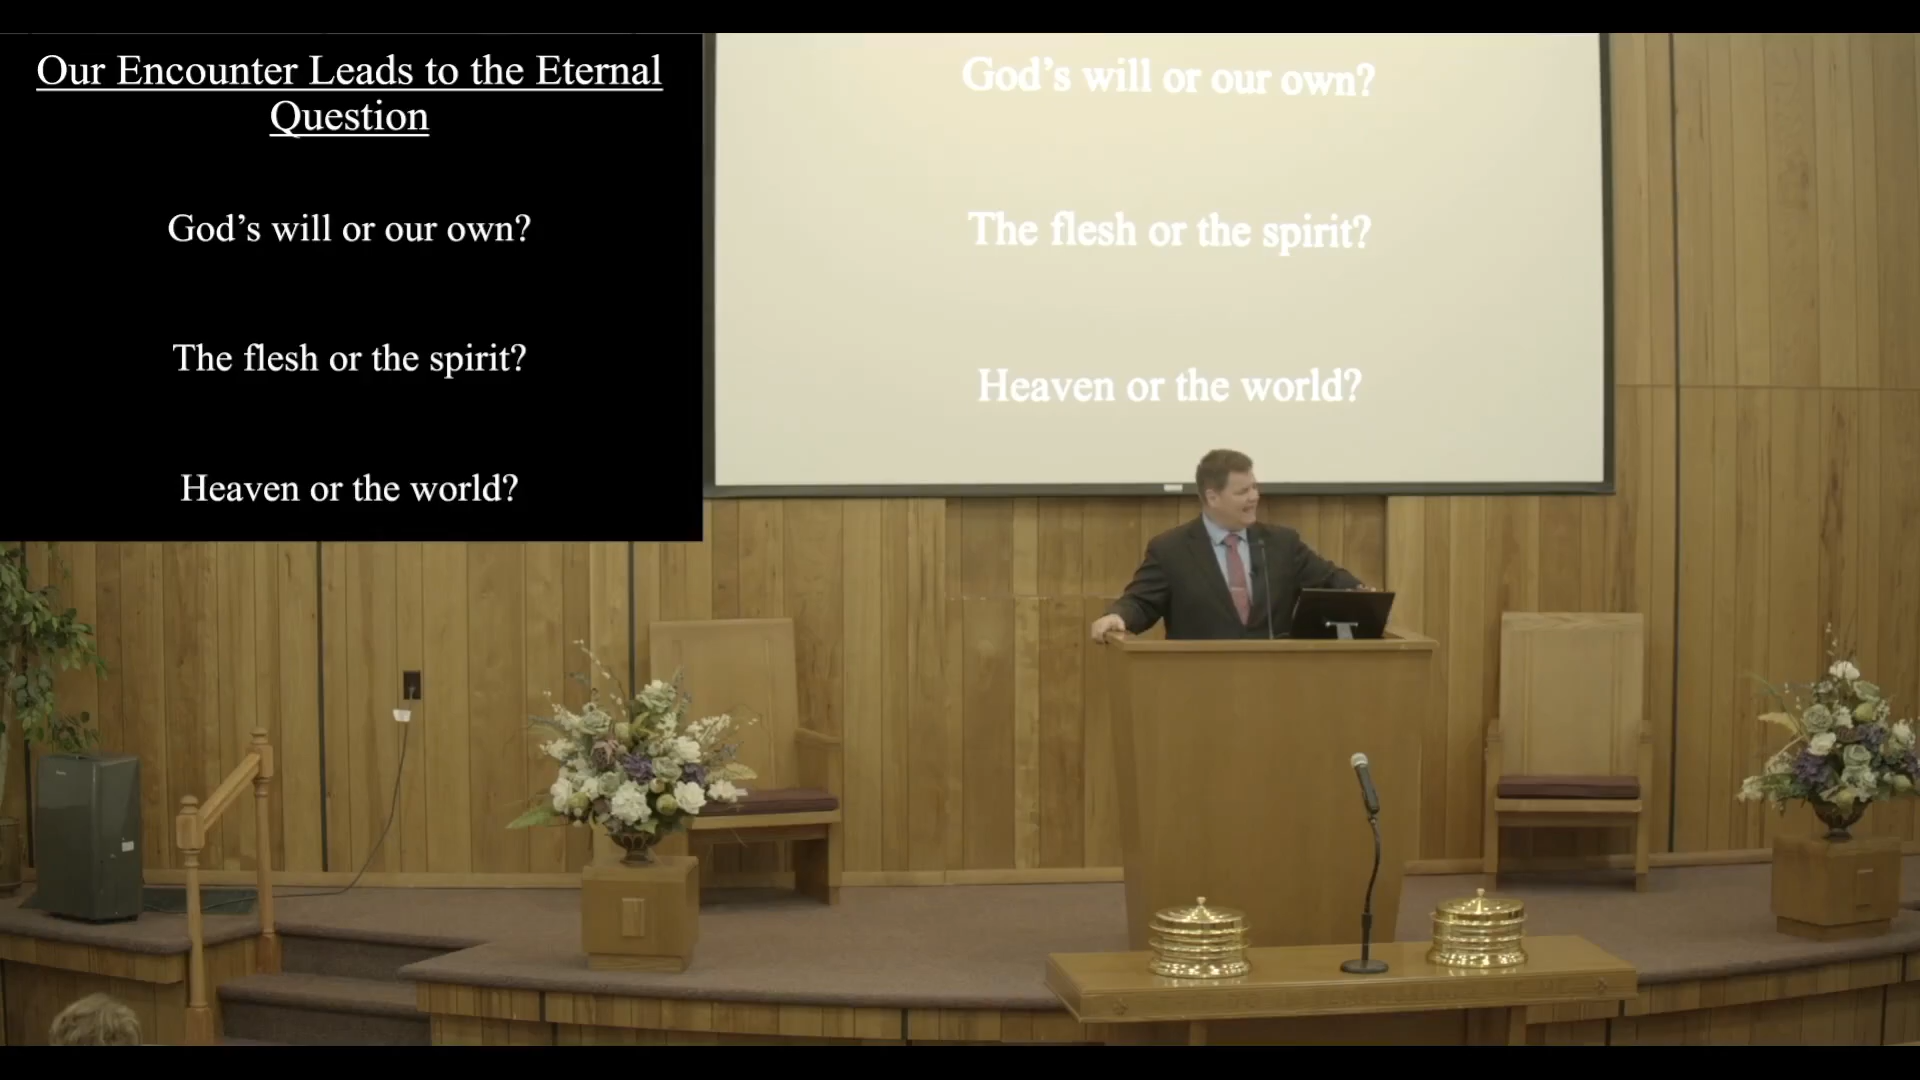 Our Encounter Leads to the Eternal
Question
God’s will or our own?
The flesh or the spirit?
Heaven or the world?
God’s will or our own?
The flesh or the spirit?
Heaven or the world?